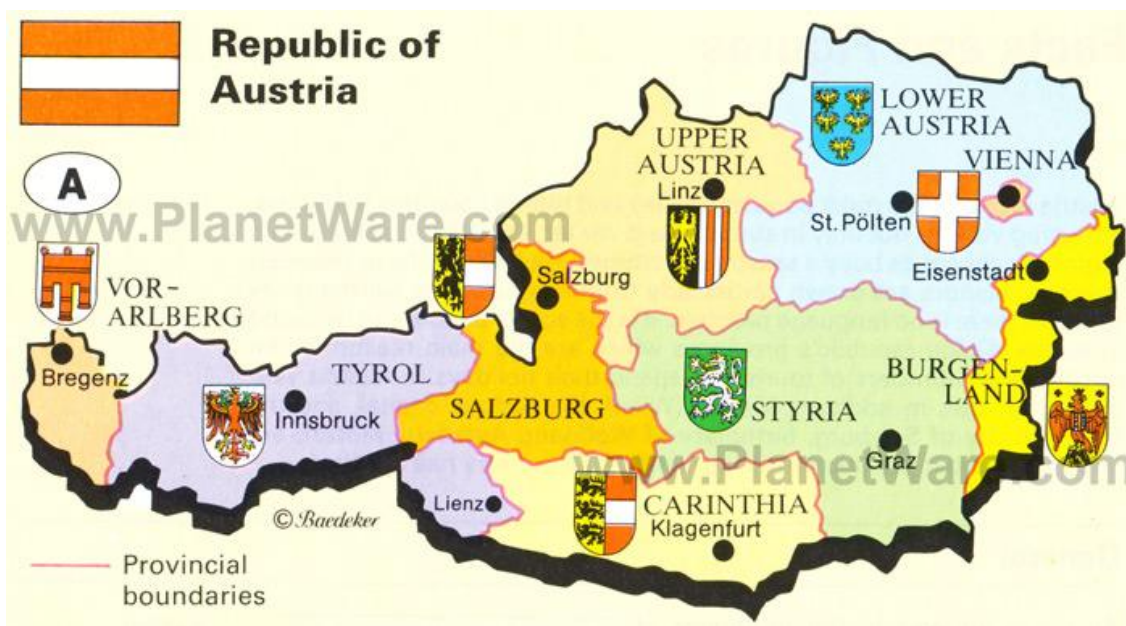 Republic of
Austria
A
LOWER
AUSTRIA
UPPER
AUSTRIA
VIENNA
Linz
St. Pölten
www.PlanetWare.com
Eisenstadt
Salzburg
VOR-
ARLBERG
Bregenz
TYROL
Innsbruck
SALZBURG
STYRIA
BURGEN-
LAND
Graz
www.PlanetWare.com
Lienz
CARINTHIA
Klagenfurt
© Baedeker
Provincial
boundaries